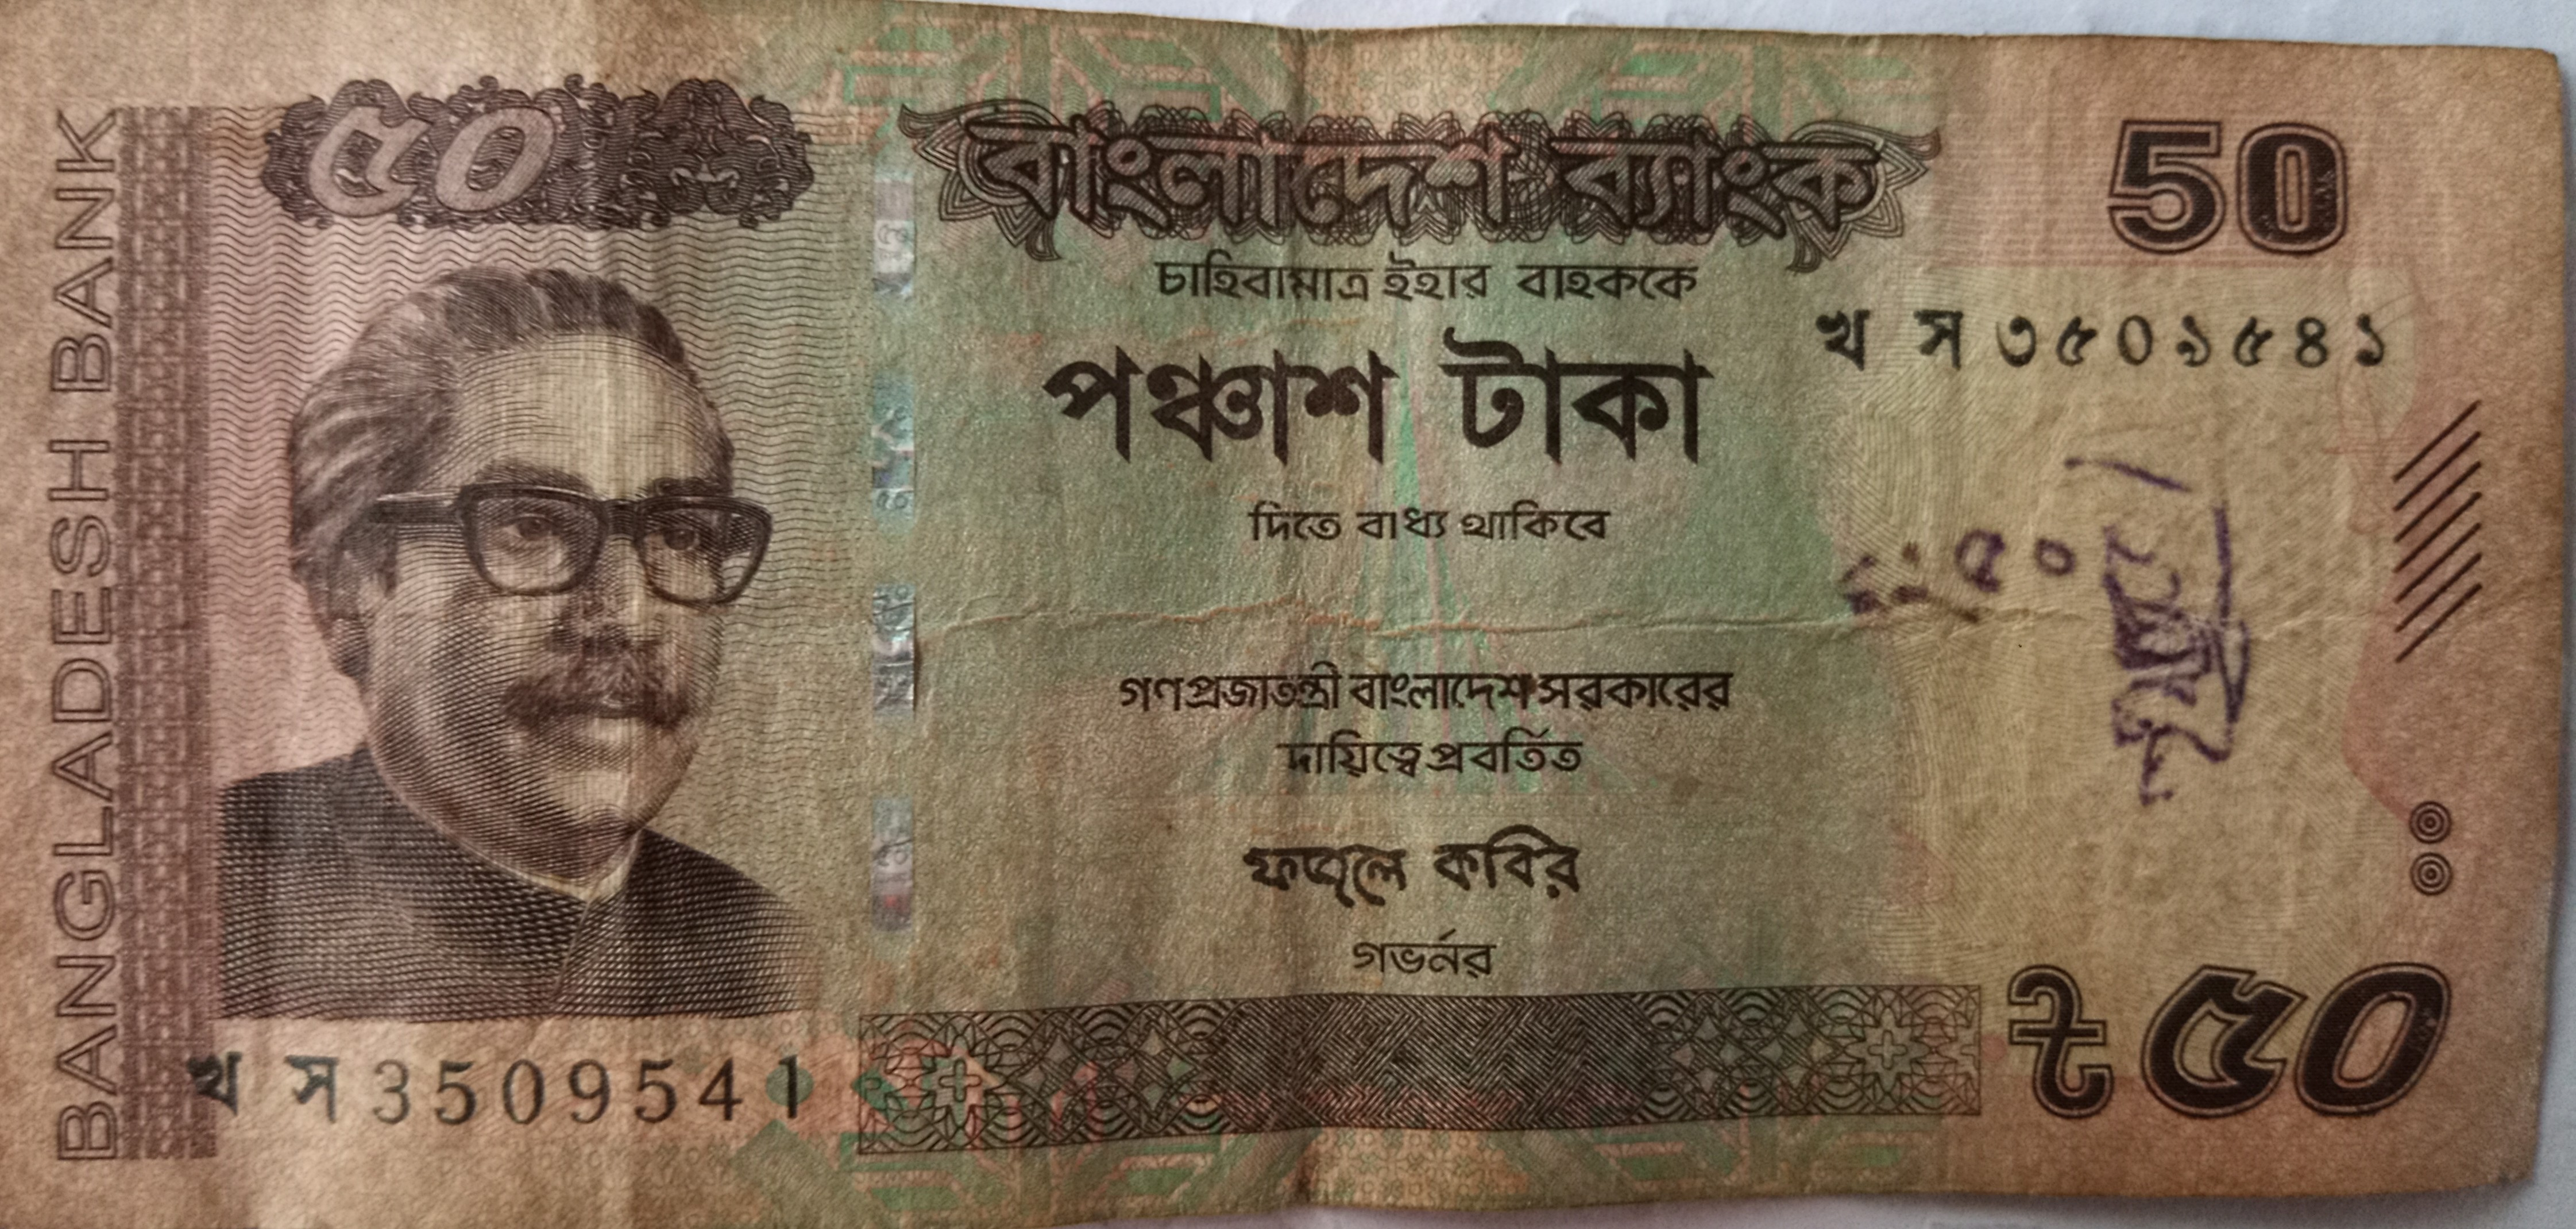 BANGLADESH BANK
৫০
বাংলাদেশ ব্যাংক
50
চাহিবামাত্র ইহার বাহককে
খ স ৩৫০৯৫৪১
পঞ্চাশ টাকা
দিতে বাধ্য থাকিবে
গণপ্রজাতন্ত্রী বাংলাদেশ সরকারের
দায়িত্বে প্রবর্তিত
ফজলে কবির
গভর্নর
খ স 3509541
৳ ৫০